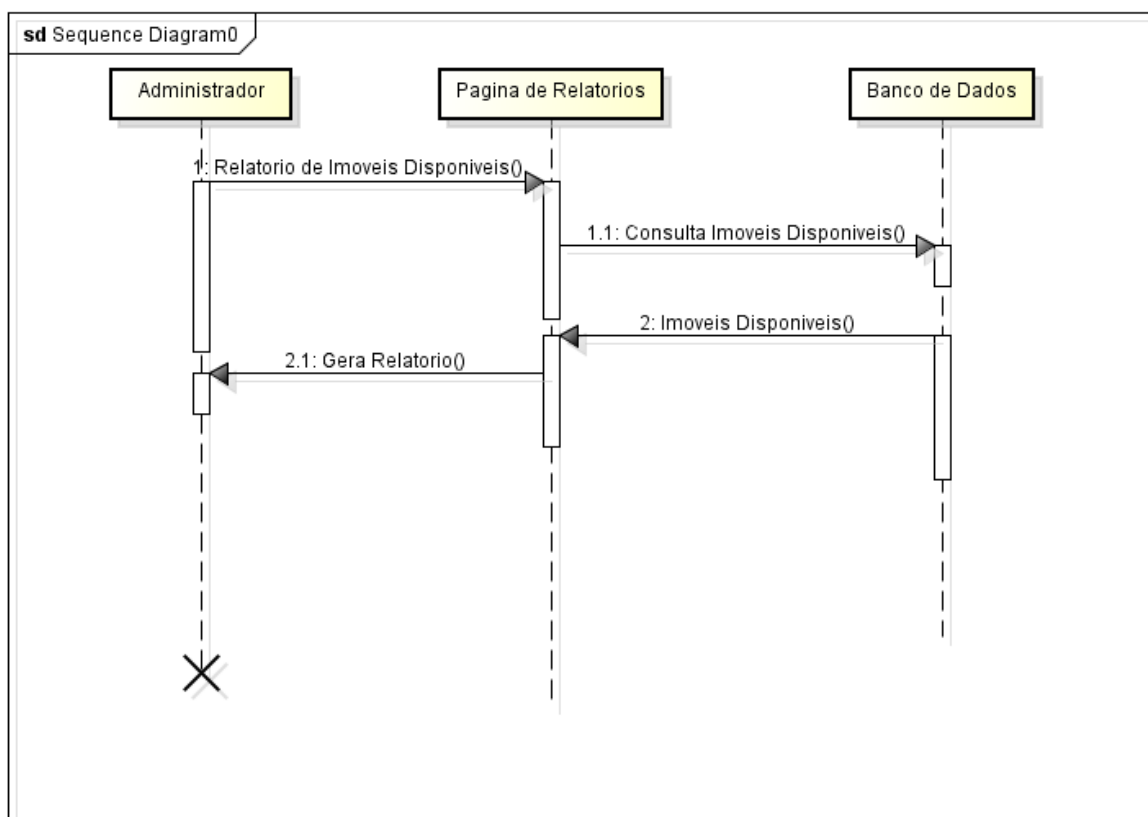 sd Sequence Diagram0
Administrador
Pagina de Relatorios
Banco de Dados
1: Relatorio de Imoveis Disponiveis()
1.1: Consulta Imoveis Disponiveis()
2: Imoveis Disponiveis()
2.1: Gera Relatorio()